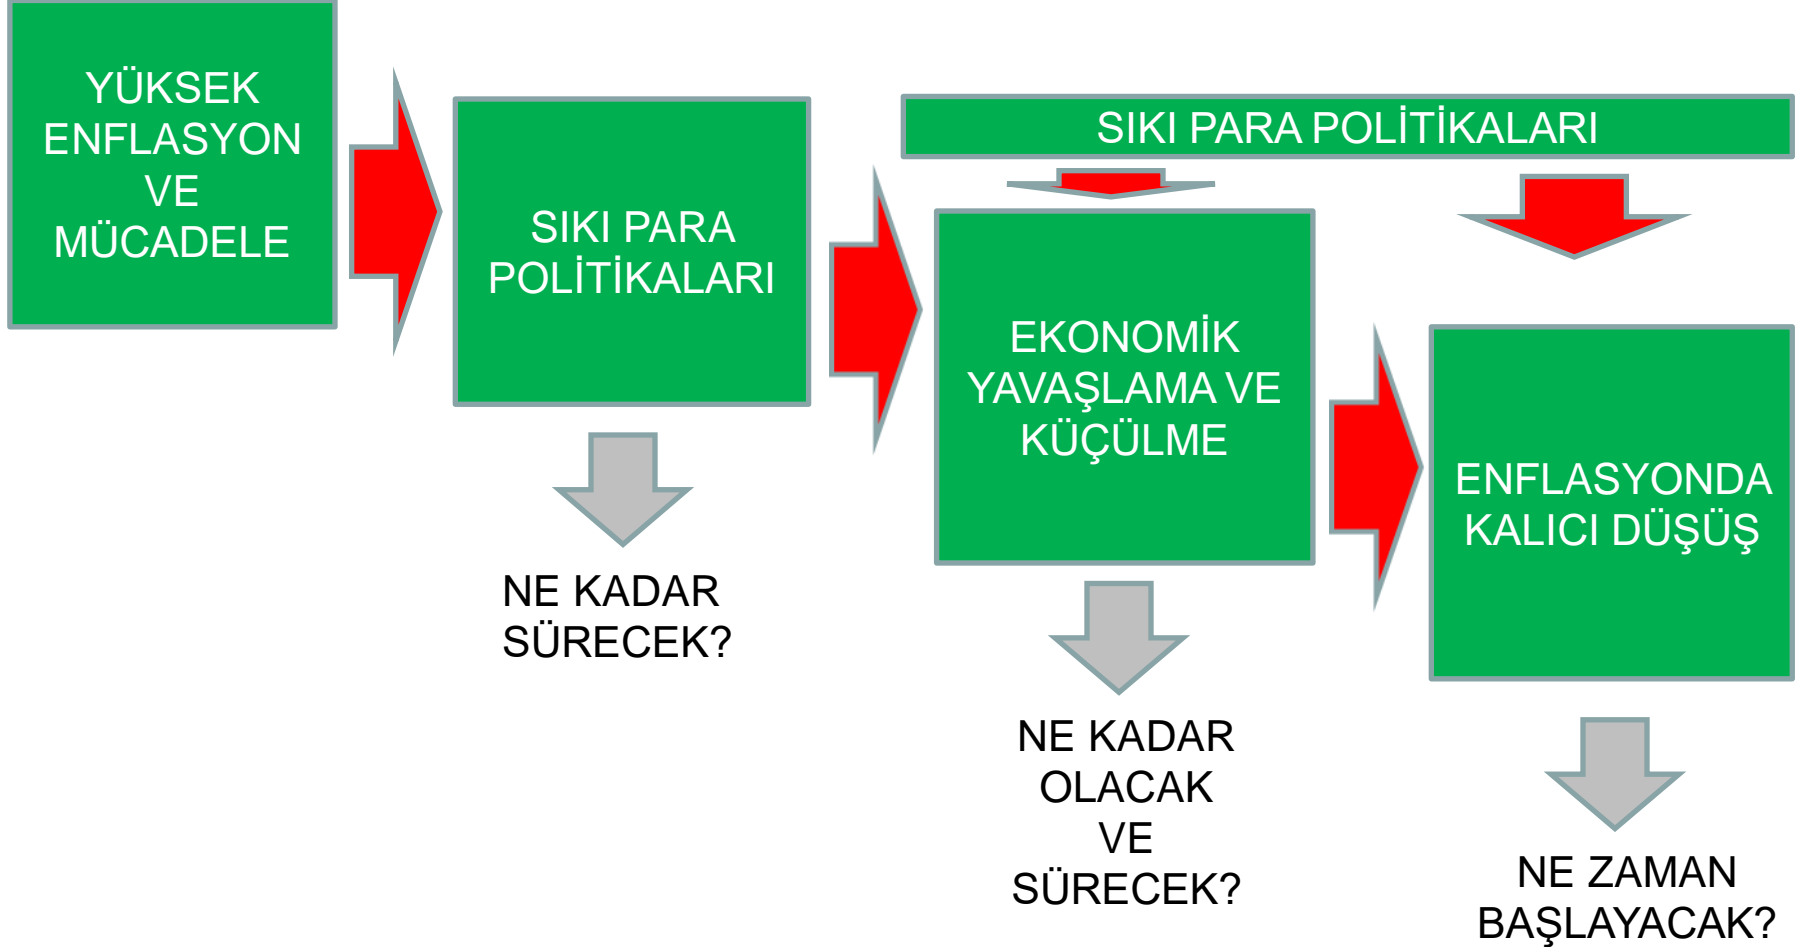 YÜKSEK
ENFLASYON
VE
MÜCADELE
SIKI PARA
POLİTİKALARI
NE KADAR
SÜRECEK?
SIKI PARA POLİTİKALARI
EKONOMİK
YAVAŞLAMA VE
KÜÇÜLME
NE KADAR
OLACAK
VE
SÜRECEK?
ENFLASYONDA
KALICI DÜŞÜŞ
NE ZAMAN
BAŞLAYACAK?